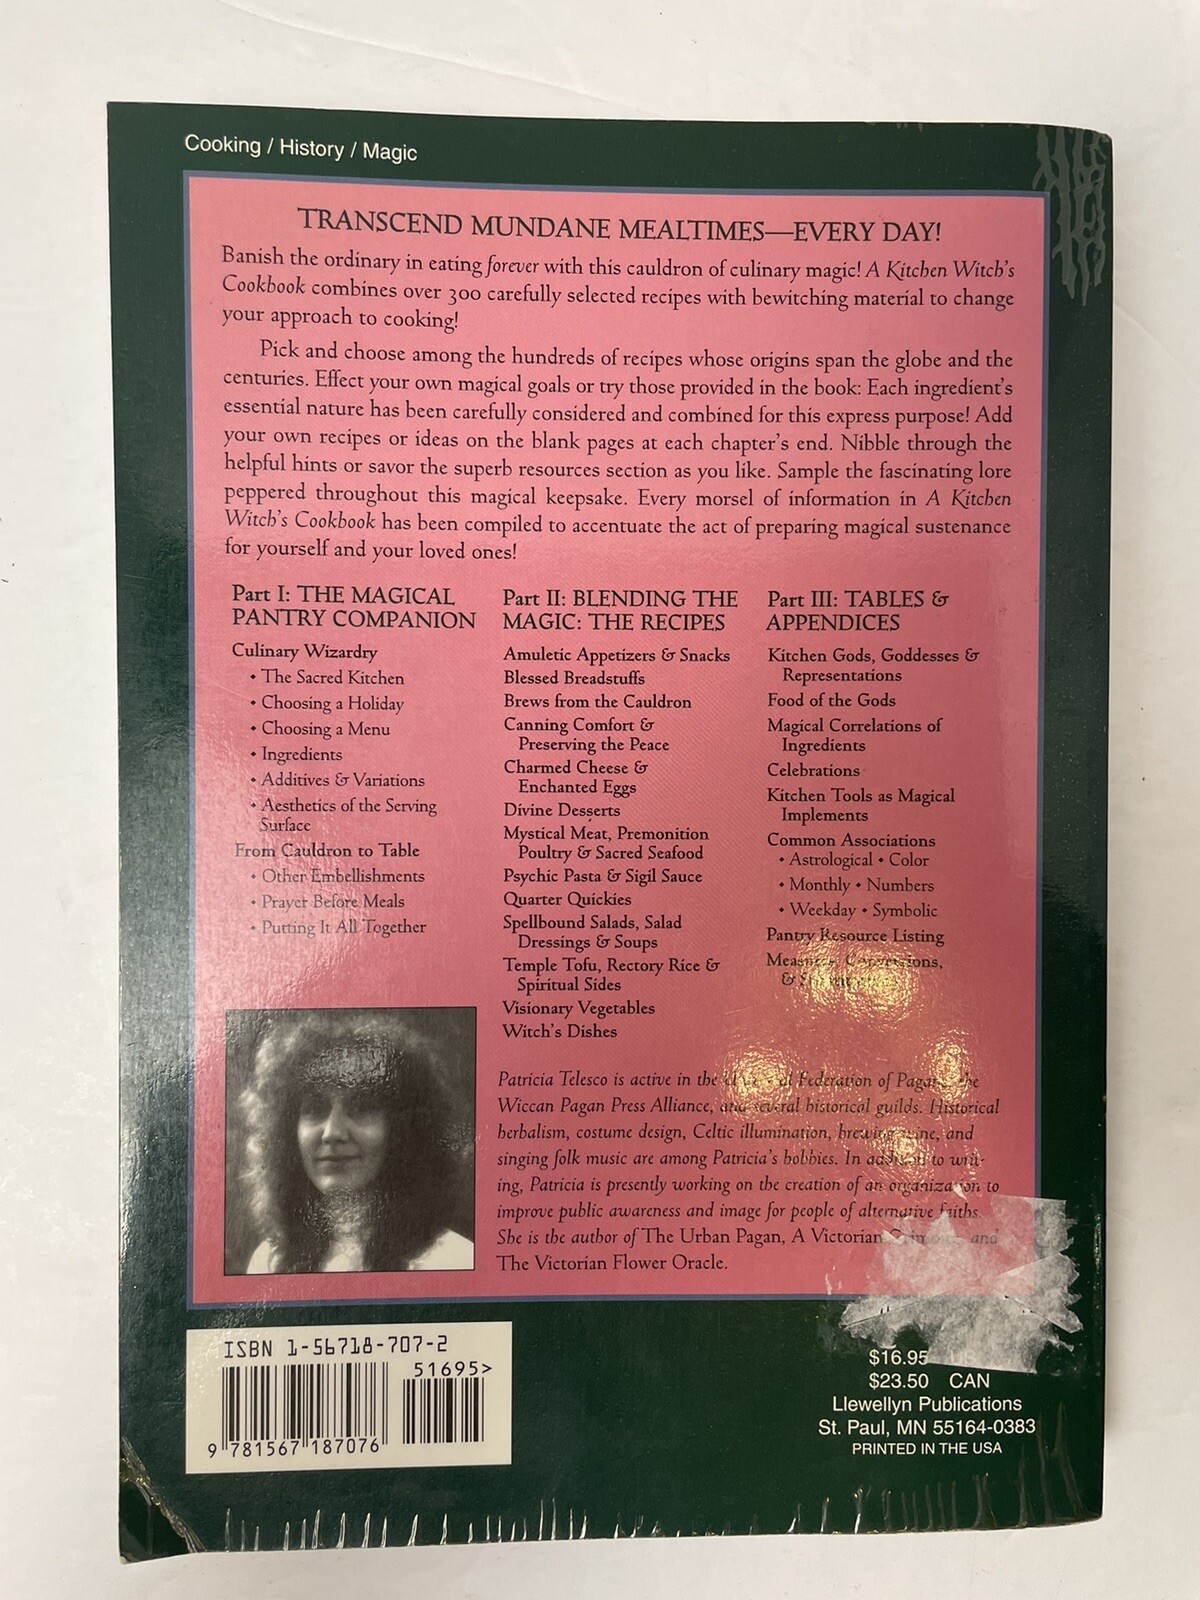 Cooking / History / Magic
TRANSCEND MUNDANE MEALTIMES—EVERY DAY!
Banish the ordinary in eating forever with this cauldron of culinary magic! A Kitchen Witch's
Cookbook combines over 300 carefully selected recipes with bewitching material to change
your approach to cooking!
Pick and choose among the hundreds of recipes whose origins span the globe and the
centuries. Effect your own magical goals or try those provided in the book: Each ingredient's
essential nature has been carefully considered and combined for this express purpose! Add
your own recipes or ideas on the blank pages at each chapter's end. Nibble through the
helpful hints or savor the superb resources section as you like. Sample the fascinating lore
peppered throughout this magical keepsake. Every morsel of information in A Kitchen
Witch's Cookbook has been compiled to accentuate the act of preparing magical sustenance
for yourself and your loved ones!
Part I: THE MAGICAL
PANTRY COMPANION
Culinary Wizardry
• The Sacred Kitchen
• Choosing a Holiday
• Choosing a Menu
• Ingredients
• Additives & Variations
• Aesthetics of the Serving
Surface
From Cauldron to Table
• Other Embellishments
• Prayer Before Meals
• Putting It All Together
Part II: BLENDING THE
MAGIC: THE RECIPES
Amuletic Appetizers & Snacks
Blessed Breadstuffs
Brews from the Cauldron
Canning Comfort &
Preserving the Peace
Charmed Cheese &
Enchanted Eggs
Divine Desserts
Mystical Meat, Premonition
Poultry & Sacred Seafood
Psychic Pasta & Sigil Sauce
Quarter Quickies
Spellbound Salads, Salad
Dressings & Soups
Temple Tofu, Rectory Rice &
Spiritual Sides
Visionary Vegetables
Witch's Dishes
Part III: TABLES &
APPENDICES
Kitchen Gods, Goddesses &
Representations
Food of the Gods
Magical Correlations of
Ingredients
Celebrations
Kitchen Tools as Magical
Implements
Common Associations
• Astrological • Color
• Monthly • Numbers
• Weekday • Symbolic
Pantry Resource Listing
&
Patricia Telesco is active in the Federation of the
Wiccan Pagan Press Alliance, and several historical guilds. Historical
herbalism, costume design, Celtic illumination, brewing wine, and
singing folk music are among Patricia's hobbies. In addition to writ-
ing, Patricia is presently working on the creation of an organization to
improve public awareness and image for people of alternative faiths.
She is the author of The Urban Pagan, A Victorian and
The Victorian Flower Oracle.
ISBN 1-56718-707-2
51695>
9 781567 187076
$16.95
$23.50 CAN
Llewellyn Publications
St. Paul, MN 55164-0383
PRINTED IN THE USA